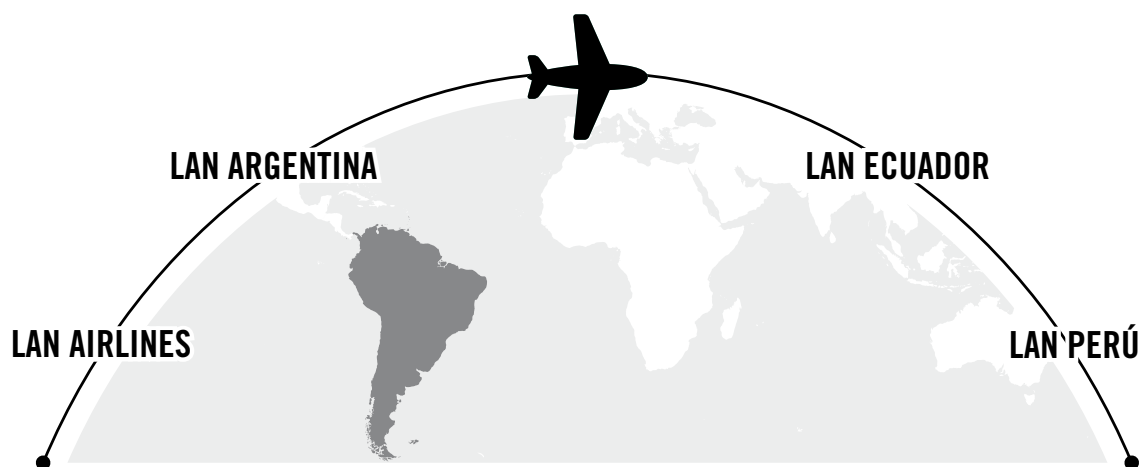 LAN ARGENTINA
LAN ECUADOR
LAN AIRLINES
LAN PERÚ